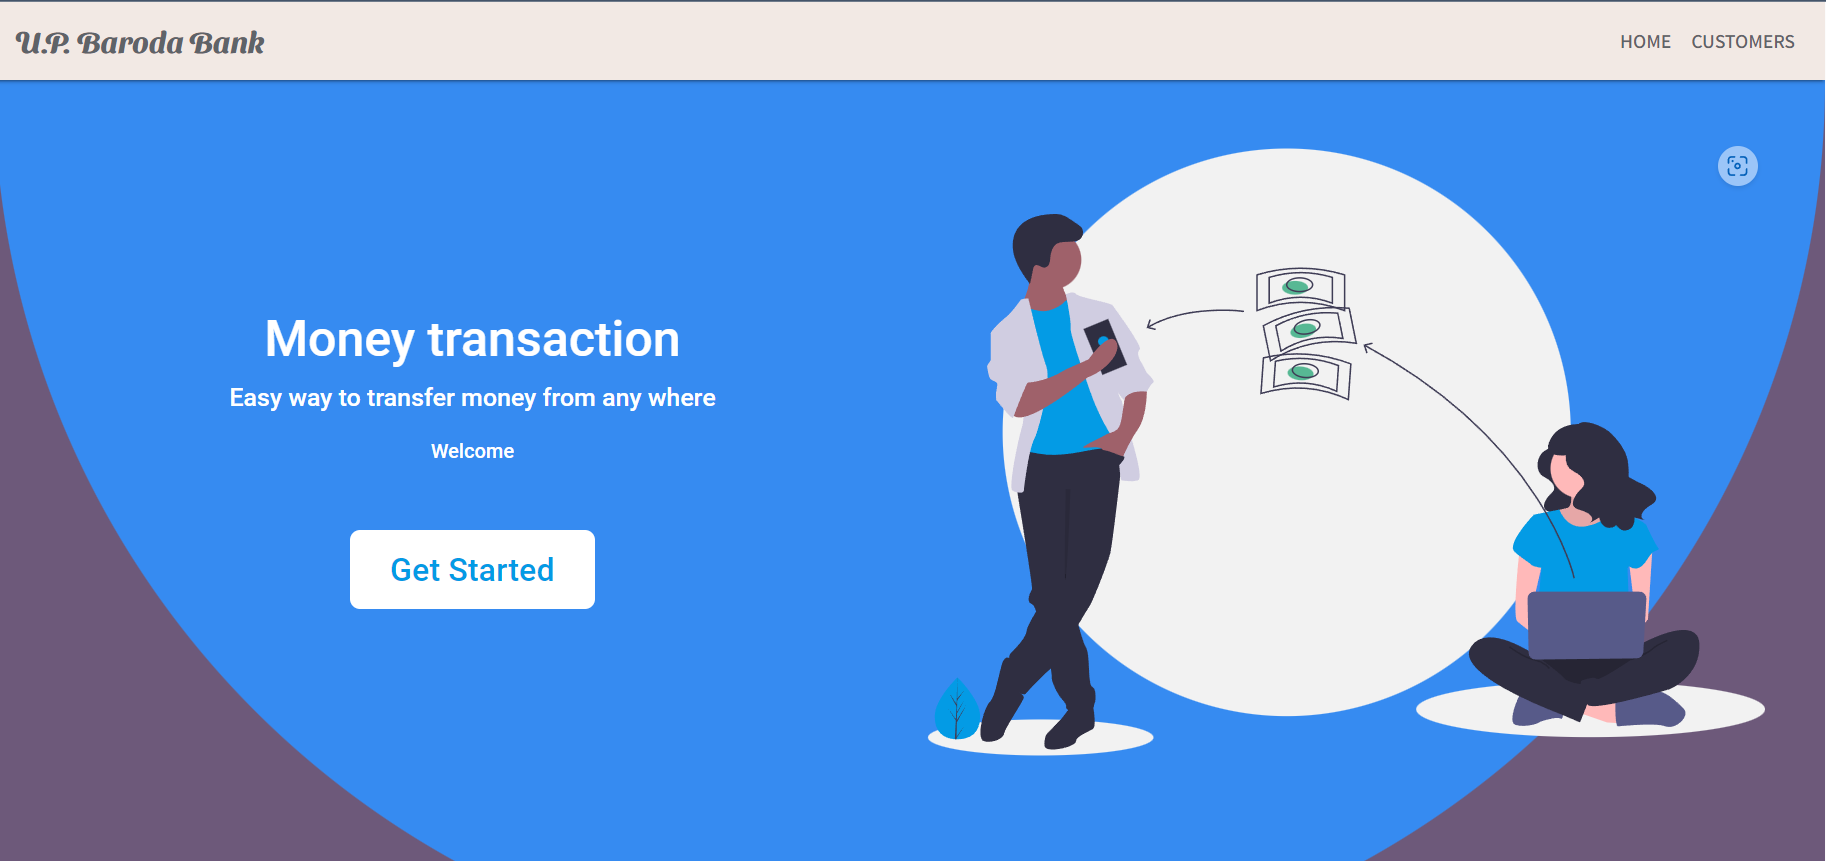 U.P. Baroda Bank
HOME CUSTOMERS
Money transaction
Easy way to transfer money from any where
Welcome
Get Started